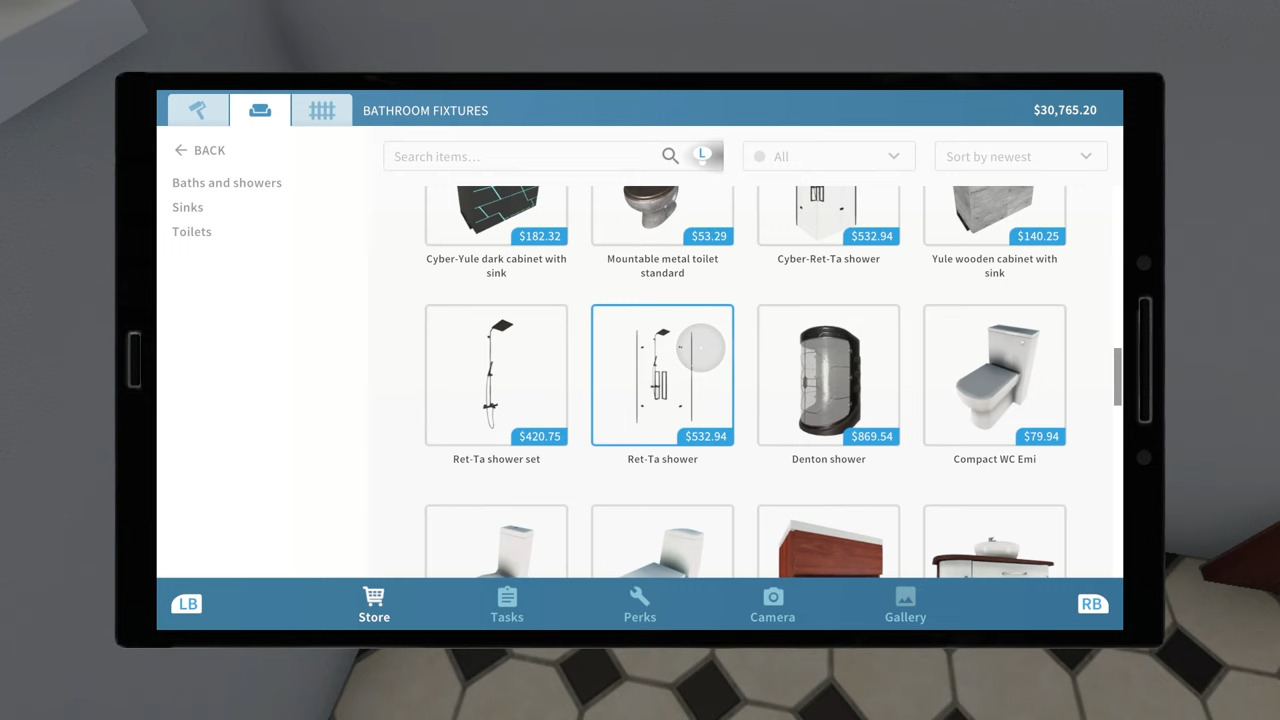 BATHROOM FIXTURES
$30,765.20
BACK
Search items...
L
All
Sort by newest
Baths and showers
Sinks
Toilets
$182.32
$53.29
$532.94
$140.25
Cyber-Yule dark cabinet with
sink
Mountable metal toilet
standard
Cyber-Ret-Ta shower
Yule wooden cabinet with
sink
$420.75
$532.94
$869.54
$79.94
Ret-Ta shower set
Ret-Ta shower
Denton shower
Compact WC Emi
LB
Store
Tasks
Perks
Camera
Gallery
RB